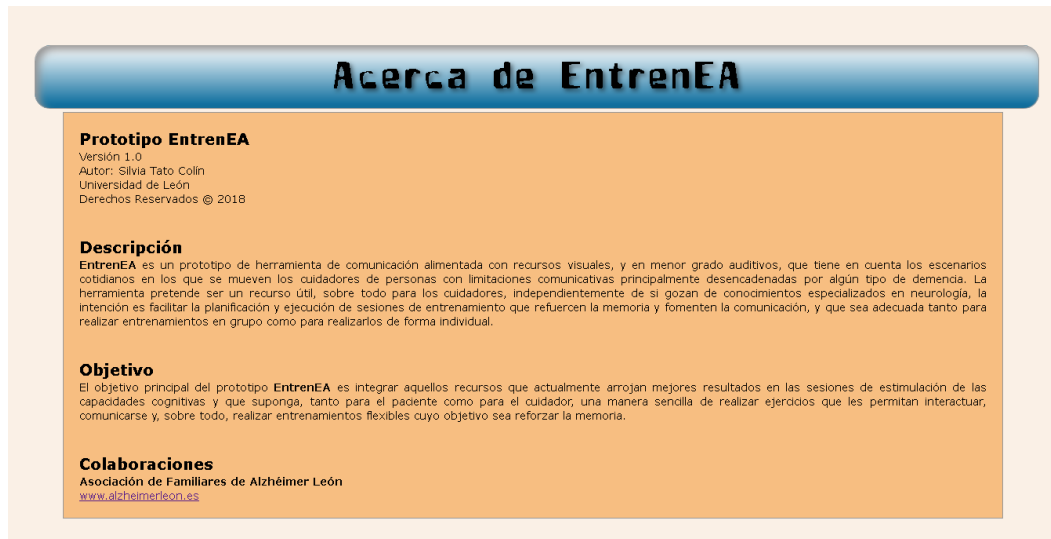 Acerca de EntrenEA
Prototipo EntrenEA
Versión 1.0
Autor: Silvia Tato Colín
Universidad de León
Derechos Reservados © 2018
Descripción
EntrenEA es un prototipo de herramienta de comunicación alimentada con recursos visuales, y en menor grado auditivos, que tiene en cuenta los escenarios
cotidianos en los que se mueven los cuidadores de personas con limitaciones comunicativas principalmente desencadenadas por algún tipo de demencia. La
herramienta pretende ser un recurso útil, sobre todo para los cuidadores, independientemente de si gozan de conocimientos especializados en neurología, la
intención es facilitar la planificación y ejecución de sesiones de entrenamiento que refuercen la memoria y fomenten la comunicación, y que sea adecuada tanto para
realizar entrenamientos en grupo como para realizarlos de forma individual.
Objetivo
El objetivo principal del prototipo EntrenEA es integrar aquellos recursos que actualmente arrojan mejores resultados en las sesiones de estimulación de las
capacidades cognitivas y que suponga, tanto para el paciente como para el cuidador, una manera sencilla de realizar ejercicios que les permitan interactuar,
comunicarse y, sobre todo, realizar entrenamientos flexibles cuyo objetivo sea reforzar la memoria.
Colaboraciones
Asociación de Familiares de Alzhéimer León
www.alzheimerleon.es